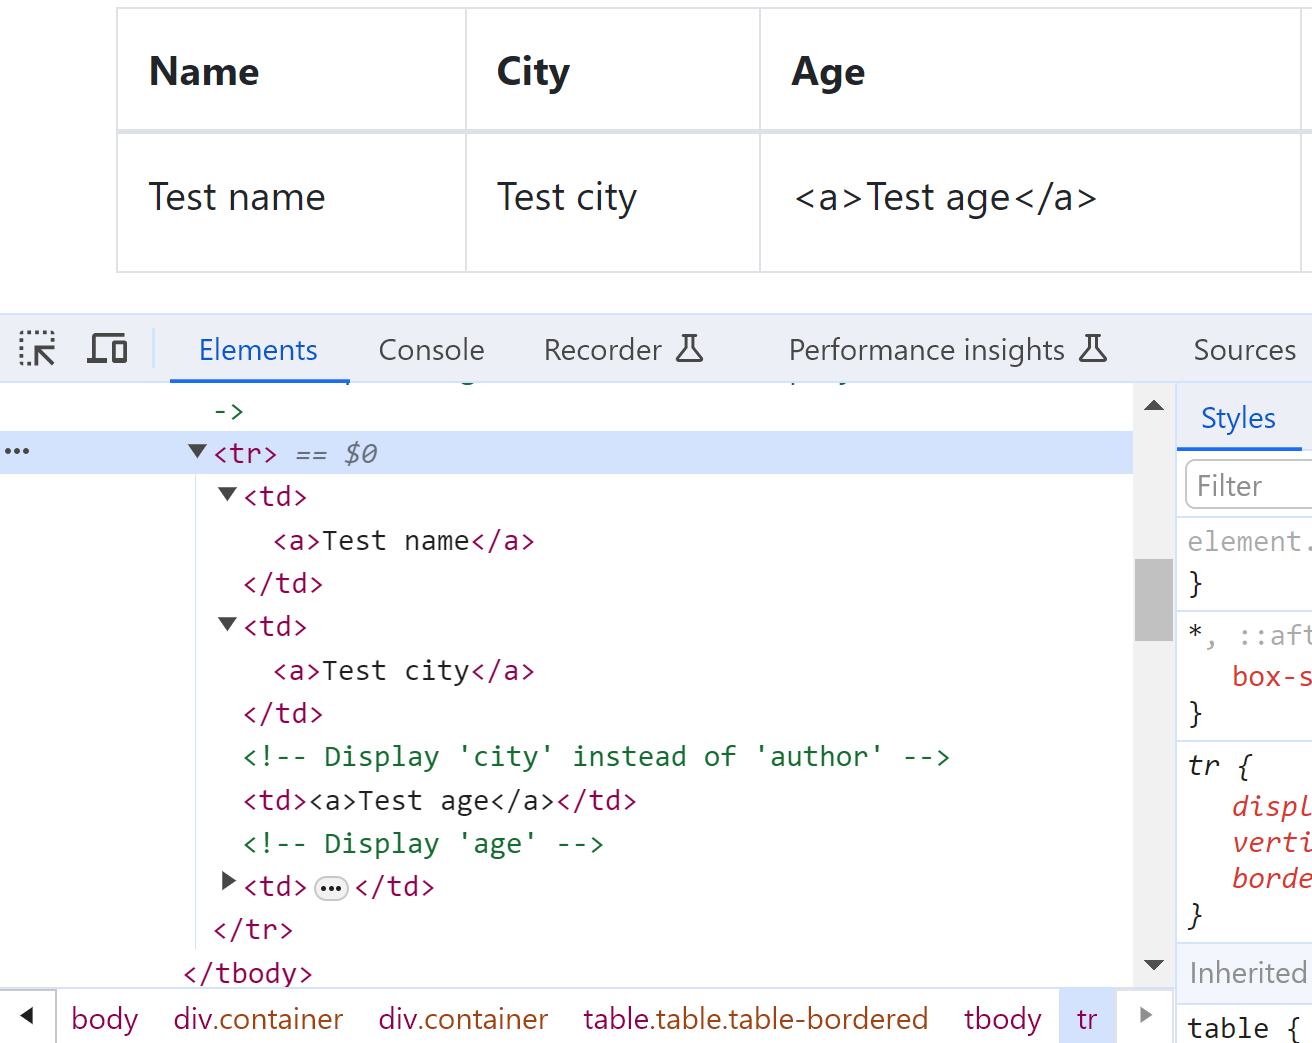 Name City Age
Test name Test city <a>Test age</a>
Elements Console Recorder Performance insights Sources
->
<tr> == $0
<td>
<a>Test name</a>
</td>
<td>
<a>Test city</a>
</td>
<!-- Display 'city' instead of 'author' -->
<td><a>Test age</a></td>
<!-- Display 'age' -->
<td>…</td>
</tr>
</tbody>
body div.container div.container table.table.table-bordered tbody tr
Styles
Filter
element.
}
*, ::aft
box-s
}
tr {
displ
verti
borde
}
Inherited
table {